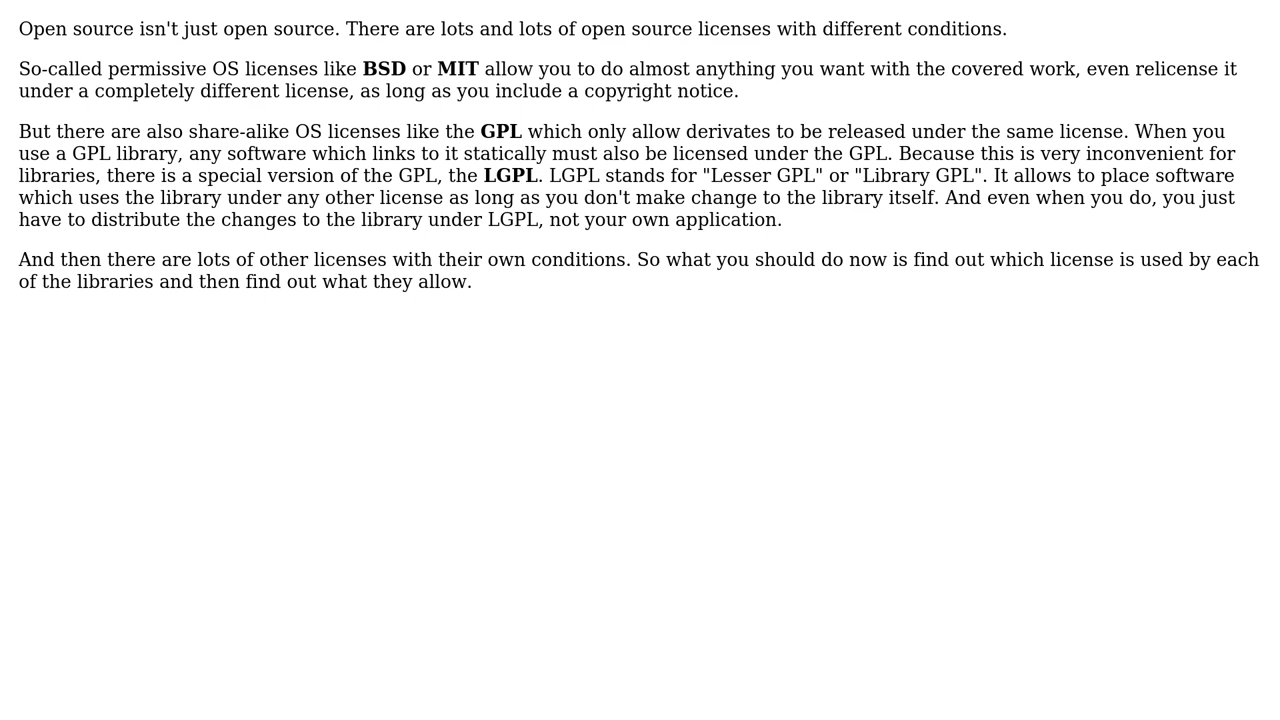 Open source isn't just open source. There are lots and lots of open source licenses with different conditions.
So-called permissive OS licenses like BSD or MIT allow you to do almost anything you want with the covered work, even relicense it
under a completely different license, as long as you include a copyright notice.
But there are also share-alike OS licenses like the GPL which only allow derivates to be released under the same license. When you
use a GPL library, any software which links to it statically must also be licensed under the GPL. Because this is very inconvenient for
libraries, there is a special version of the GPL, the LGPL. LGPL stands for "Lesser GPL" or "Library GPL". It allows to place software
which uses the library under any other license as long as you don't make change to the library itself. And even when you do, you just
have to distribute the changes to the library under LGPL, not your own application.
And then there are lots of other licenses with their own conditions. So what you should do now is find out which license is used by each
of the libraries and then find out what they allow.